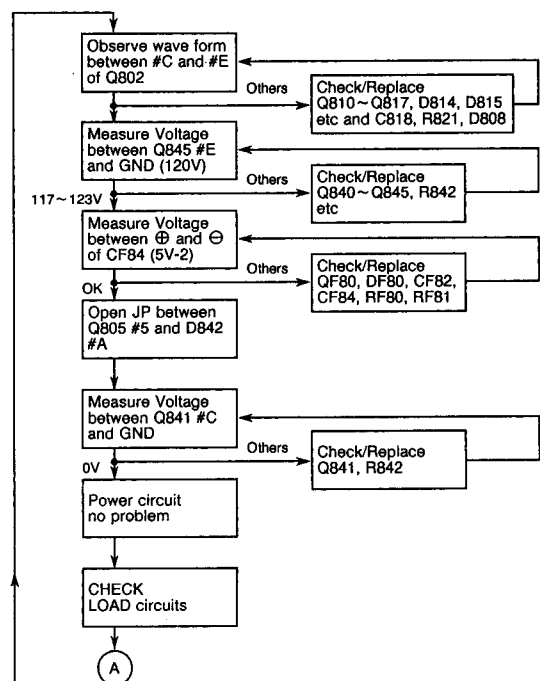 Observe wave form
between #C and #E
of Q802
Others
Check/Replace
Q810~Q817, D814, D815
etc and C818, R821, D808
Measure Voltage
between Q845 #E
and GND (120V)
117~123V
Others
Check/Replace
Q840~Q845, R842
etc
Measure Voltage
between ⊕ and ⊖
of CF84 (5V-2)
OK
Others
Check/Replace
QF80, DF80, CF82,
CF84, RF80, RF81
Open JP between
Q805 #5 and D842
#A
Measure Voltage
between Q841 #C
and GND
0V
Others
Check/Replace
Q841, R842
Power circuit
no problem
CHECK
LOAD circuits
A